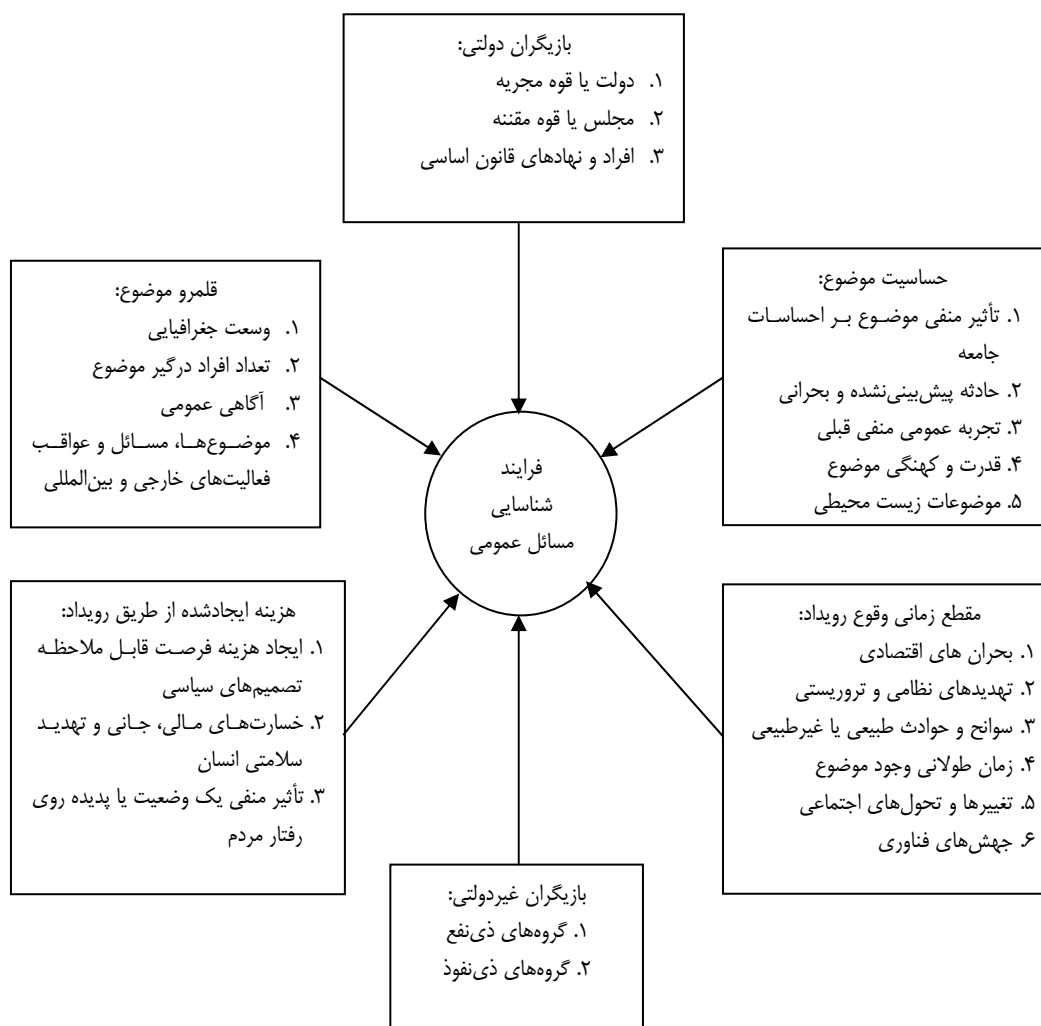 بازیگران دولتی:
۱. دولت یا قوه مجریه
۲. مجلس یا قوه مقننه
۳. افراد و نهادهای قانون اساسی
حساسیت موضوع:
۱. تأثیر منفی موضوع بر احساسات
جامعه
۲. حادثه پیش‌بینی‌نشده و بحرانی
۳. تجربه عمومی منفی قبلی
۴. قدرت و کهنگی موضوع
۵. موضوعات زیست محیطی
قلمرو موضوع:
۱. وسعت جغرافیایی
۲. تعداد افراد درگیر موضوع
۳. آگاهی عمومی
۴. موضوع‌ها، مسائل و عواقب
فعالیت‌های خارجی و بین‌المللی
فرایند
شناسایی
مسائل عمومی
مقطع زمانی وقوع رویداد:
۱. بحران های اقتصادی
۲. تهدیدهای نظامی و تروریستی
۳. سوانح و حوادث طبیعی یا غیرطبیعی
۴. زمان طولانی وجود موضوع
۵. تغییرها و تحول‌های اجتماعی
۶. جهش‌های فناوری
هزینه ایجادشده از طریق رویداد:
۱. ایجاد هزینه فرصت قابل ملاحظه
تصمیم‌های سیاسی
۲. خسارت‌های مالی، جانی و تهدید
سلامتی انسان
۳. تأثیر منفی یک وضعیت یا پدیده روی
رفتار مردم
بازیگران غیردولتی:
۱. گروه‌های ذی‌نفع
۲. گروه‌های ذی‌نفوذ